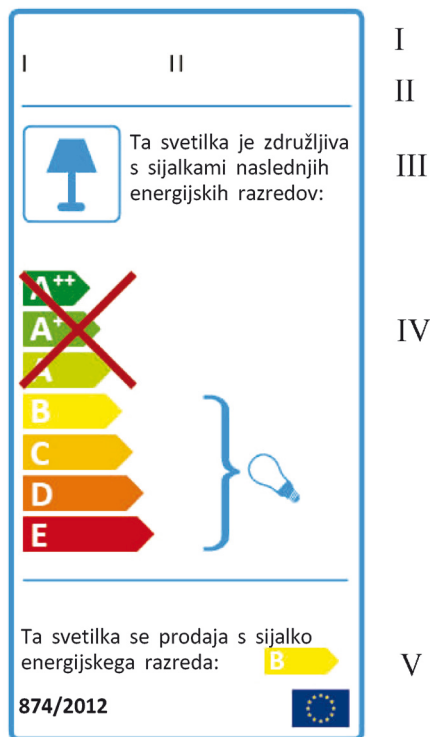 I II
I
II
Ta svetilka je združljiva
s sijalkami naslednjih
energijskih razredov:
III
A++
A+
A
IV
B
C
D
E
Ta svetilka se prodaja s sijalko
energijskega razreda: B
V
874/2012